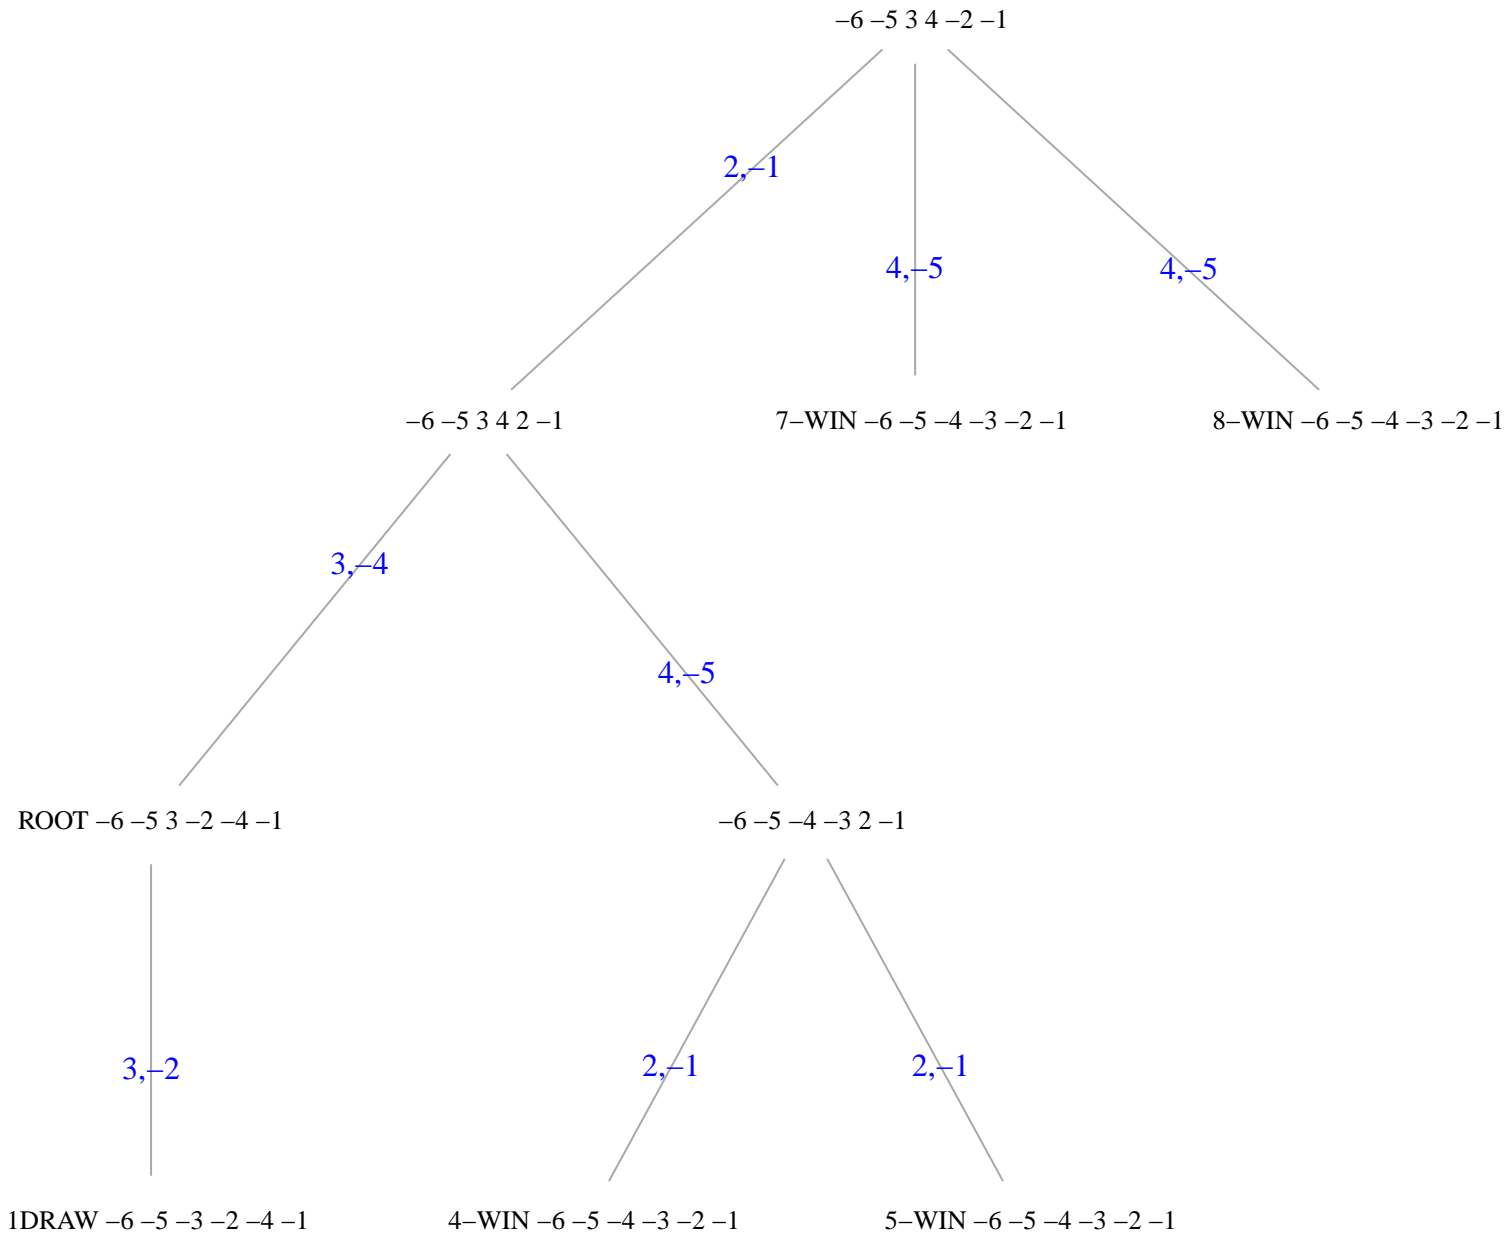 –6 –5 3 4 –2 –1
2,–1
4,–5
4,–5
–6 –5 3 4 2 –1
7–WIN –6 –5 –4 –3 –2 –1
8–WIN –6 –5 –4 –3 –2 –1
3,–4
4,–5
ROOT –6 –5 3 –2 –4 –1
–6 –5 –4 –3 2 –1
3,–2
2,–1
2,–1
1DRAW –6 –5 –3 –2 –4 –1
4–WIN –6 –5 –4 –3 –2 –1
5–WIN –6 –5 –4 –3 –2 –1